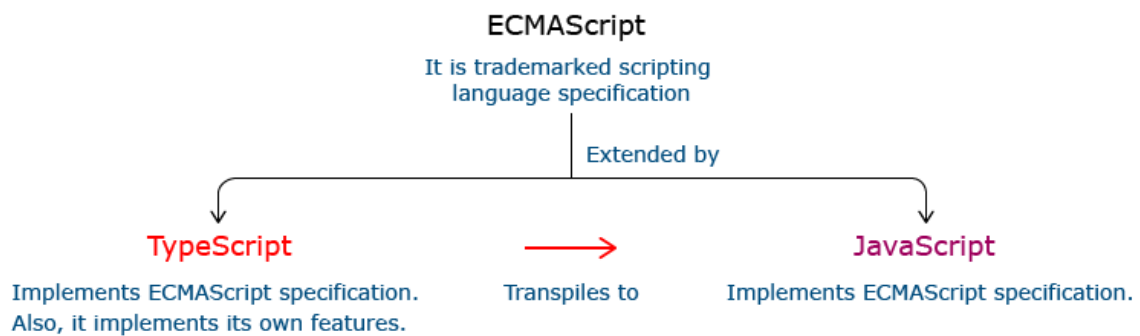 ECMAScript
It is trademarked scripting
language specification
Extended by
TypeScript
JavaScript
Implements ECMAScript specification.
Also, it implements its own features.
Transpiles to
Implements ECMAScript specification.